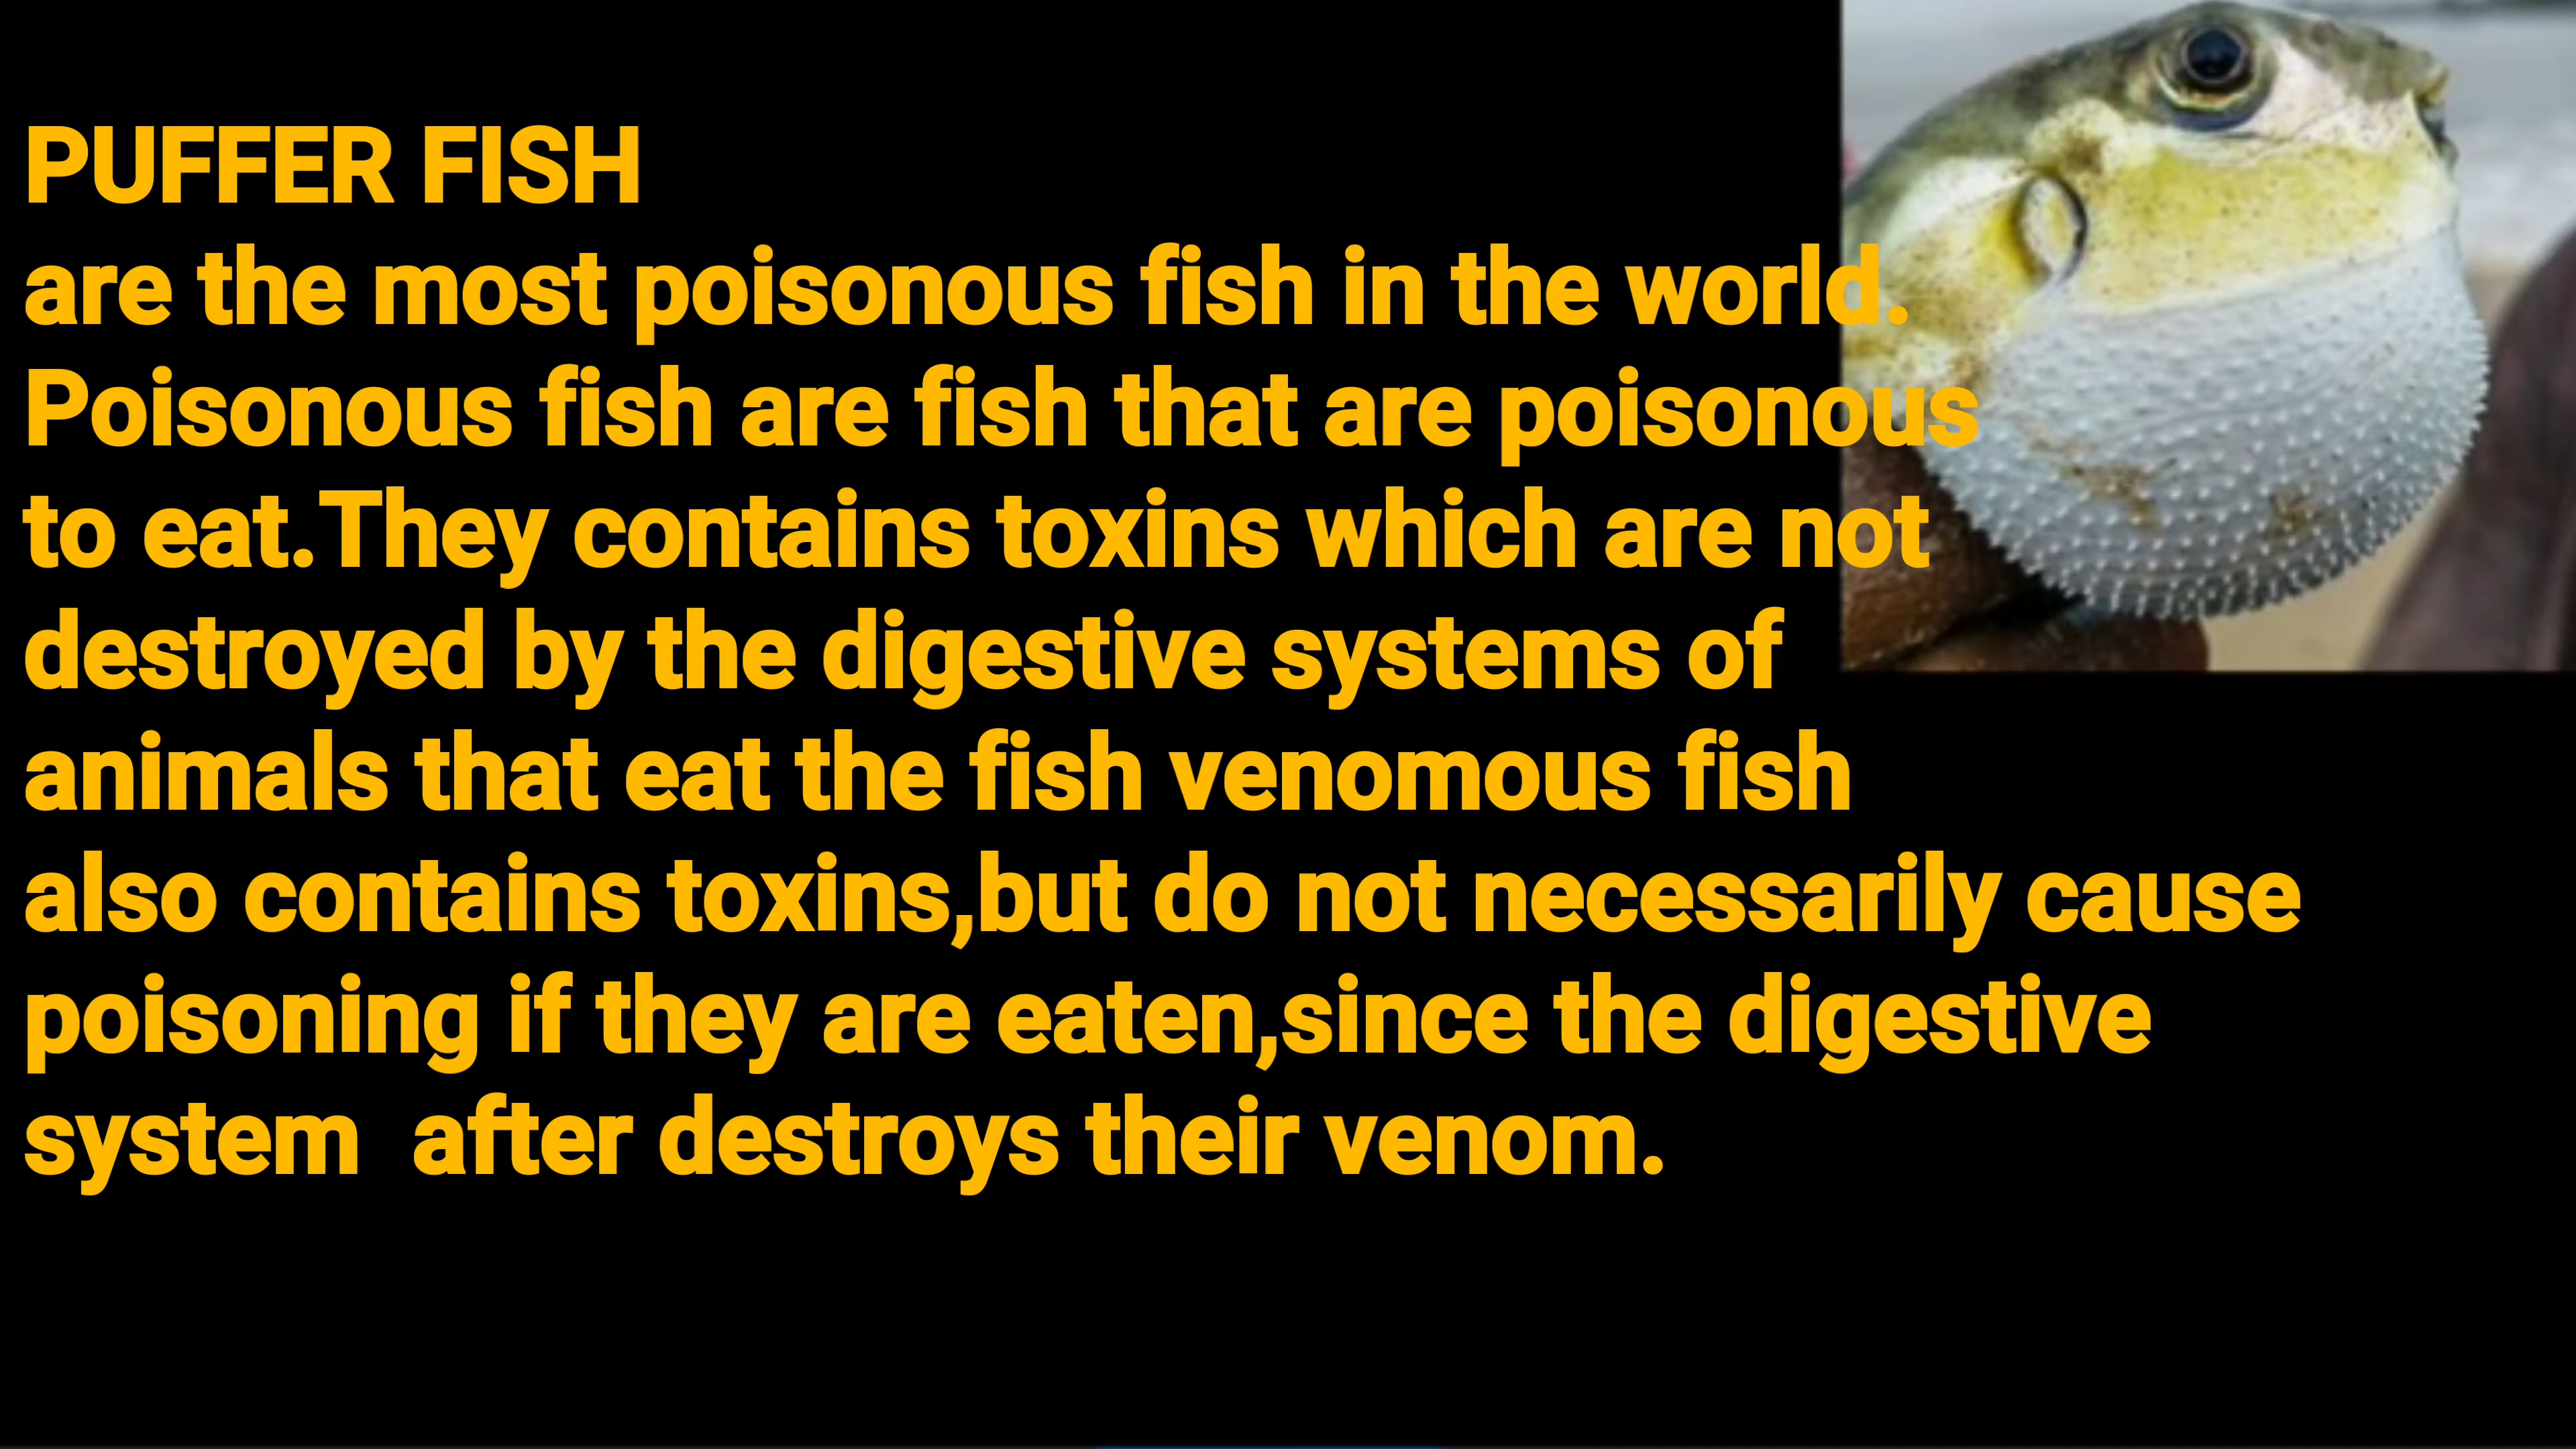 PUFFER FISH
are the most poisonous fish in the world.
Poisonous fish are fish that are poisonous
to eat.They contains toxins which are not
destroyed by the digestive systems of
animals that eat the fish venomous fish
also contains toxins,but do not necessarily cause
poisoning if they are eaten,since the digestive
system  after destroys their venom.